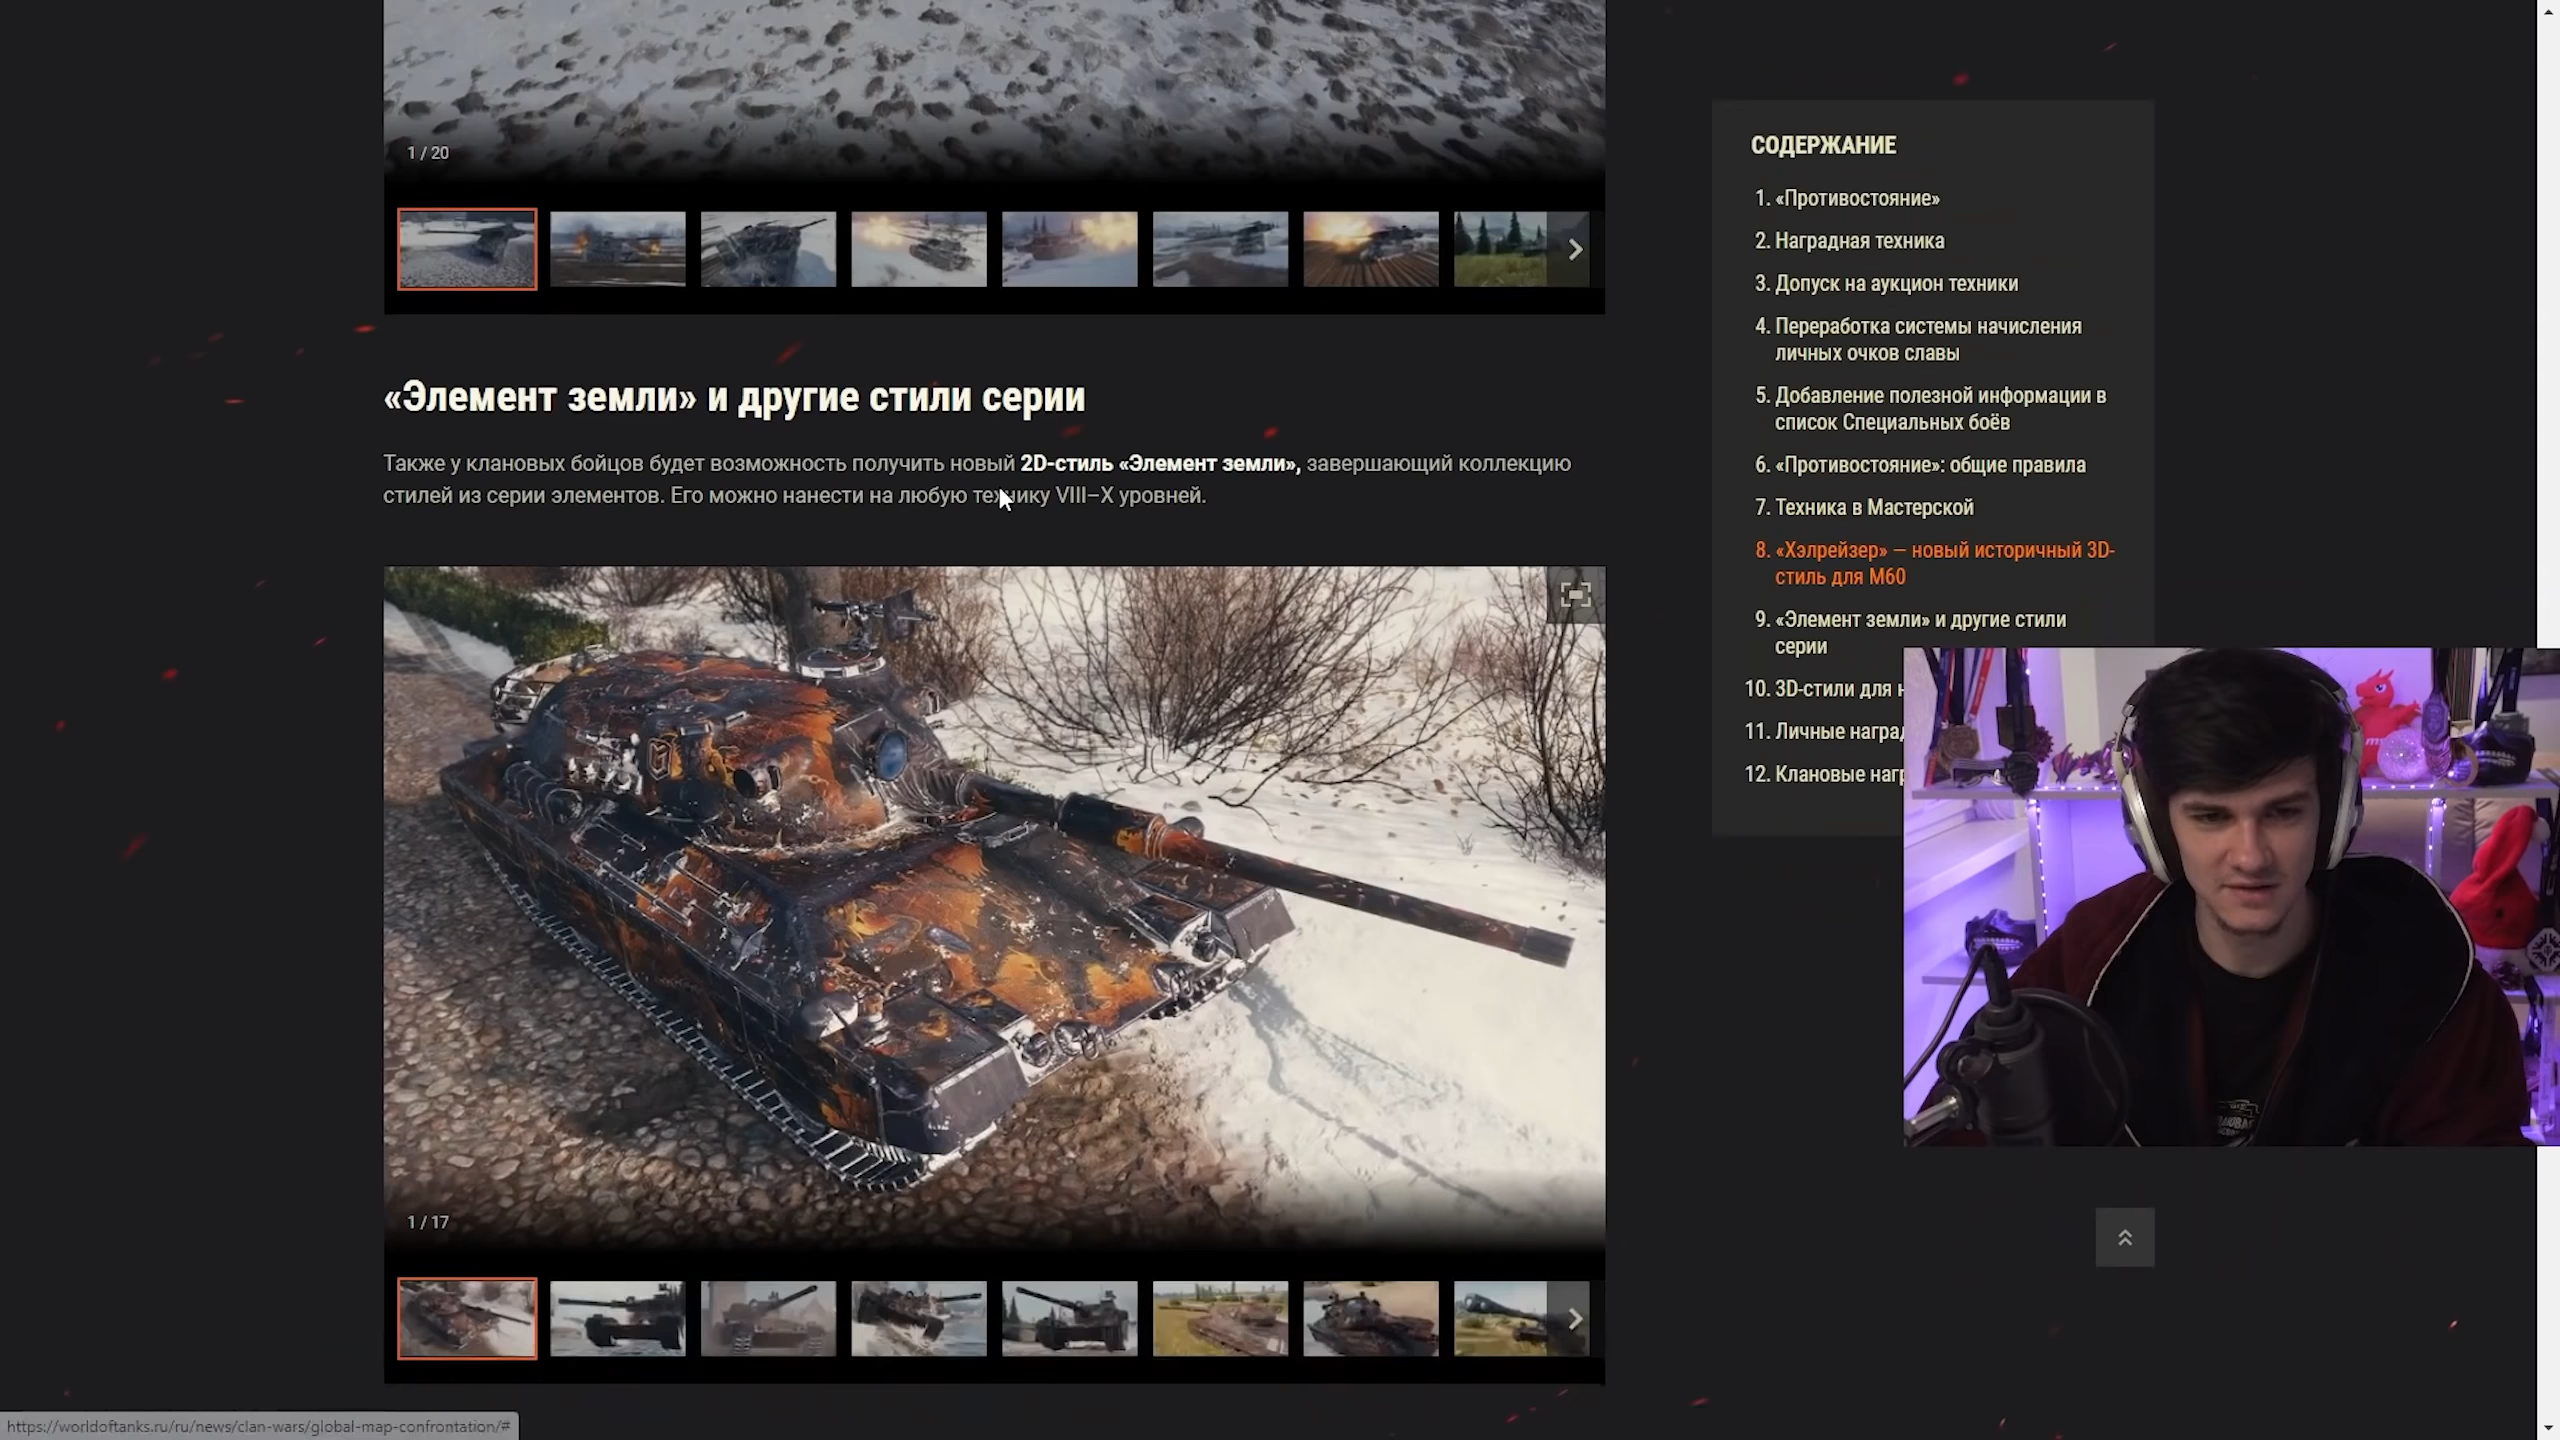 1 / 20
«Элемент земли» и другие стили серии
Также у клановых бойцов будет возможность получить новый 2D-стиль «Элемент земли», завершающий коллекцию
стилей из серии элементов. Его можно нанести на любую технику VIII–X уровней.
1 / 17
СОДЕРЖАНИЕ
1. «Противостояние»
2. Наградная техника
3. Допуск на аукцион техники
4. Переработка системы начисления
личных очков славы
5. Добавление полезной информации в
список Специальных боёв
6. «Противостояние»: общие правила
7. Техника в Мастерской
8. «Хэлрейзер» — новый историчный 3D-
стиль для M60
9. «Элемент земли» и другие стили
серии
10. 3D-стили для
11. Личные
12. Клановые
https://worldoftanks.ru/ru/news/clan-wars/global-map-confrontation/#